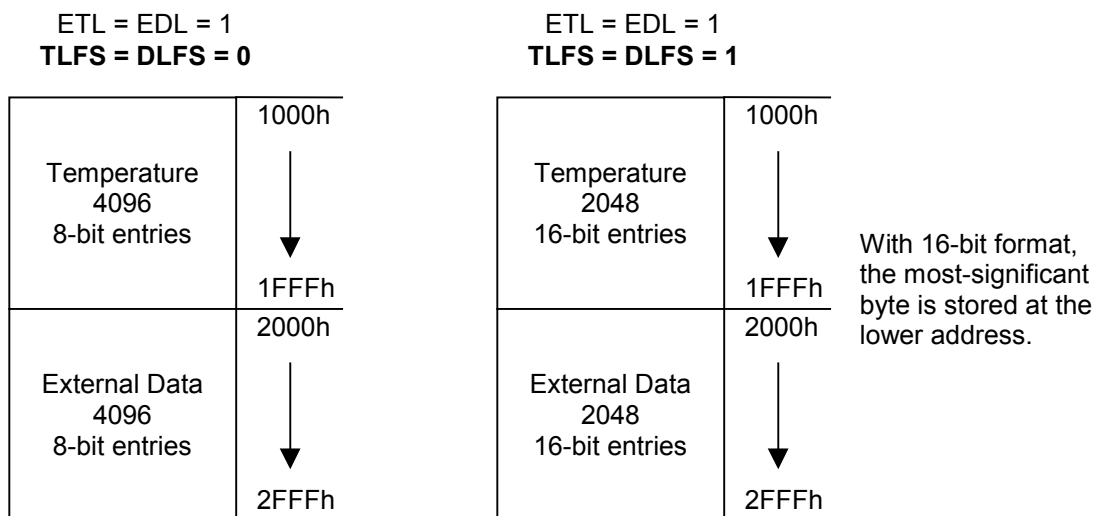 ETL = EDL = 1
TLFS = DLFS = 0
1000h
Temperature
4096
8-bit entries
1FFFh
2000h
External Data
4096
8-bit entries
2FFFh
ETL = EDL = 1
TLFS = DLFS = 1
1000h
Temperature
2048
16-bit entries
1FFFh
2000h
External Data
2048
16-bit entries
2FFFh
With 16-bit format,
the most-significant
byte is stored at the
lower address.